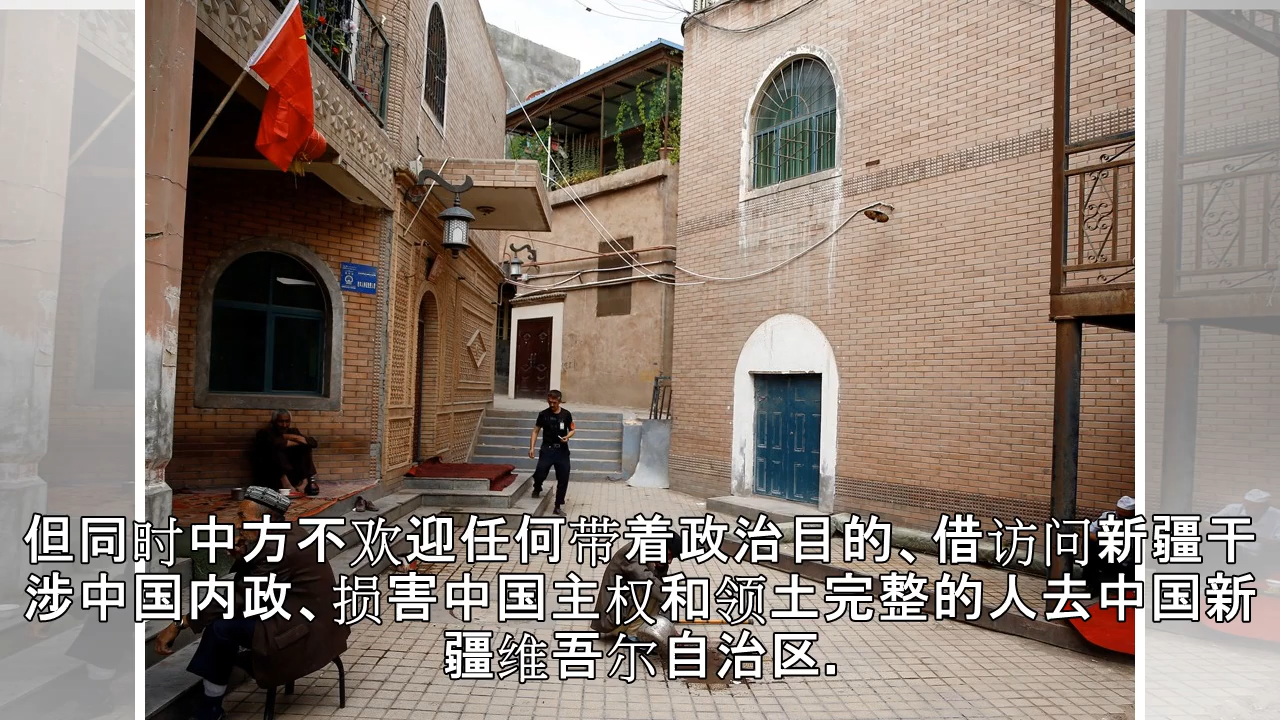 但同时中方不欢迎任何带着政治目的、借访问新疆干
涉中国内政、损害中国主权和领土完整的人去中国新
疆维吾尔自治区.